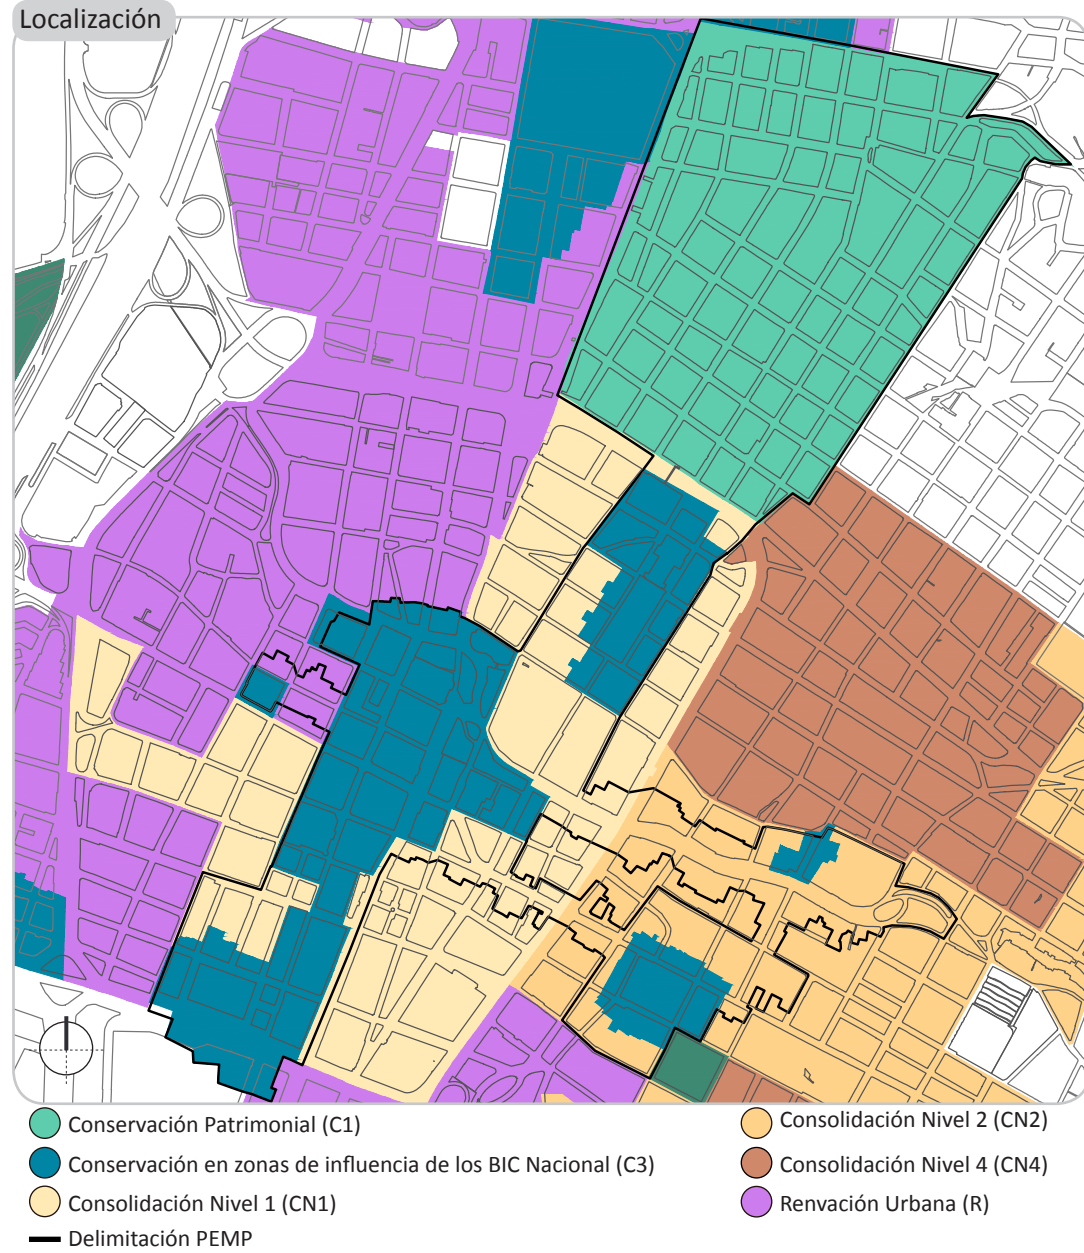 Localización
Conservación Patrimonial (C1)
Conservación en zonas de influencia de los BIC Nacional (C3)
Consolidación Nivel 1 (CN1)
Delimitación PEMP
Consolidación Nivel 2 (CN2)
Consolidación Nivel 4 (CN4)
Renvación Urbana (R)